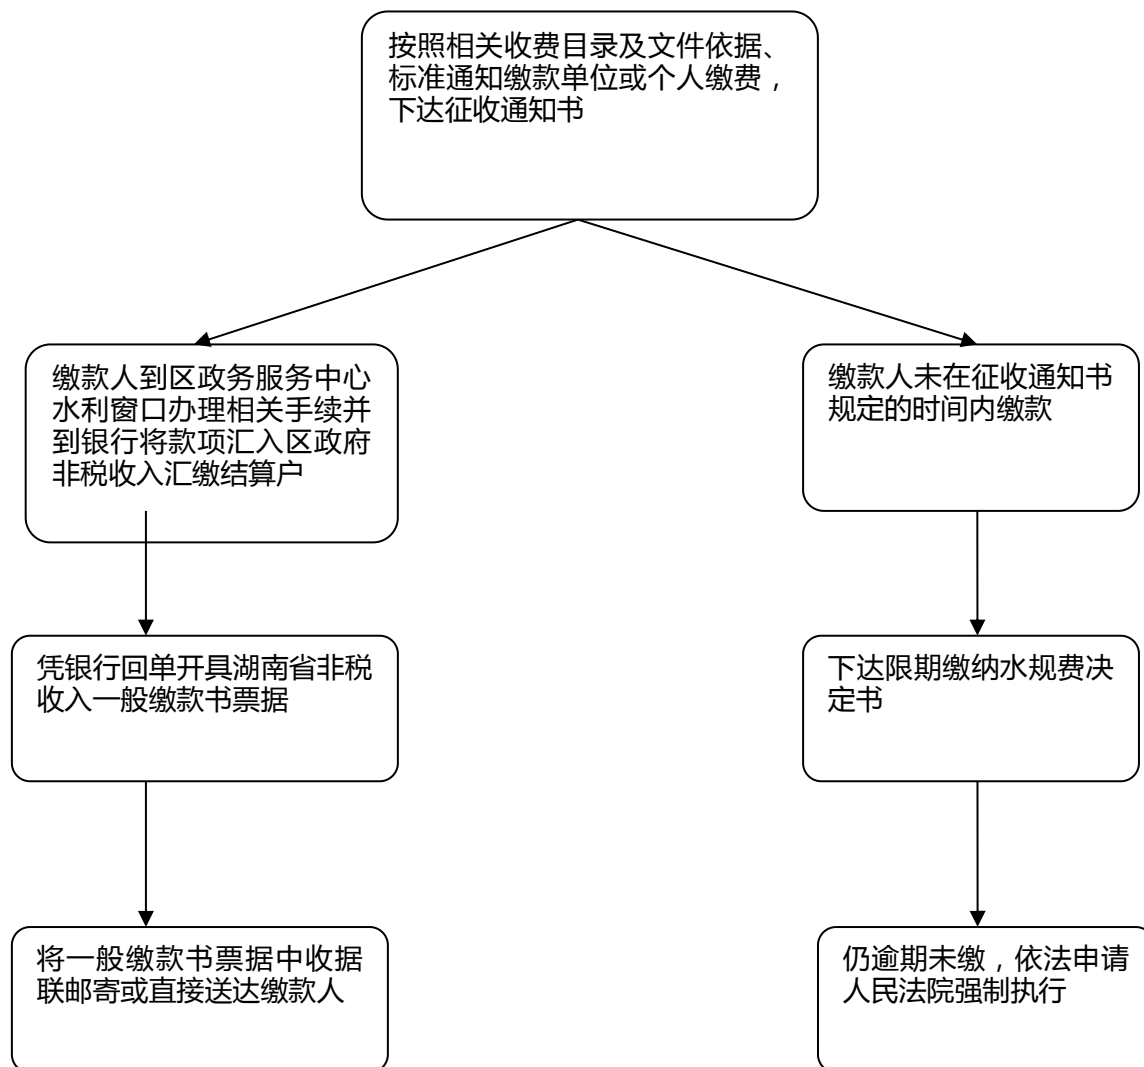 按照相关收费目录及文件依据、
标准通知缴款单位或个人缴费，
下达征收通知书
缴款人到区政务服务中心
水利窗口办理相关手续并
到银行将款项汇入区政府
非税收入汇缴结算户
缴款人未在征收通知书
规定的时间内缴款
凭银行回单开具湖南省非税
收入一般缴款书票据
下达限期缴纳水规费决
定书
将一般缴款书票据中收据
联邮寄或直接送达缴款人
仍逾期未缴，依法申请
人民法院强制执行